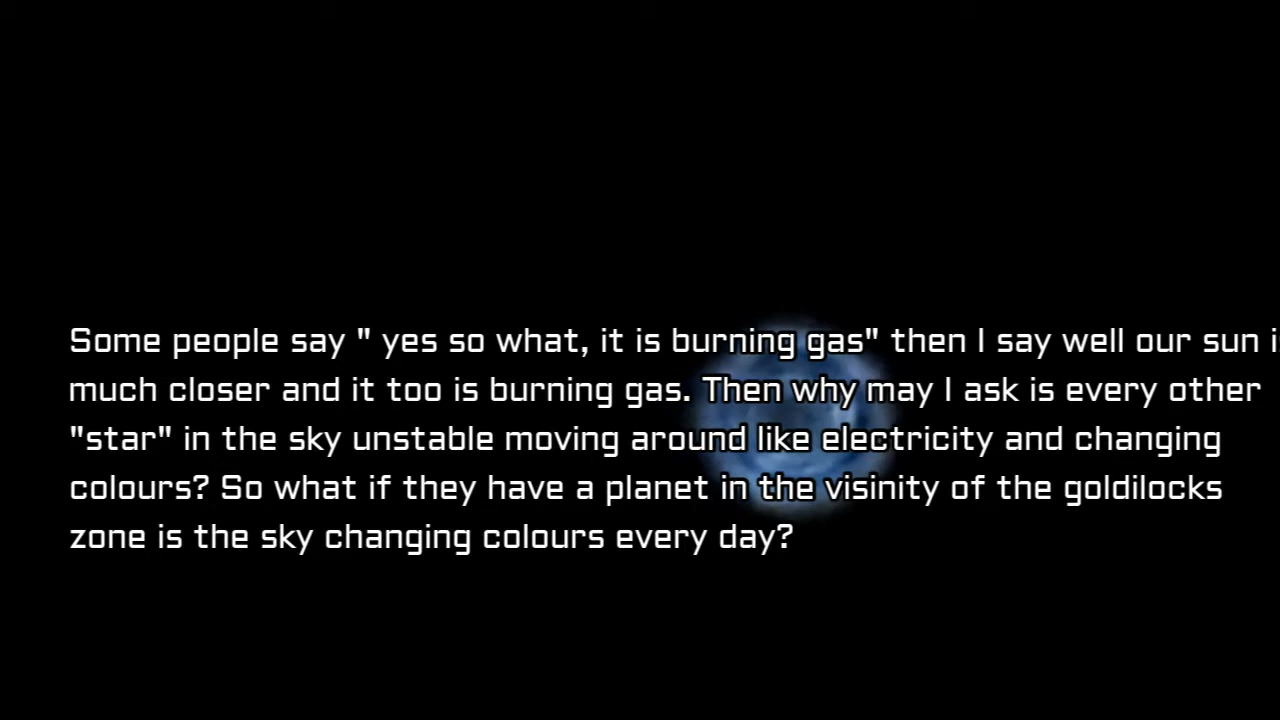 Some people say " yes so what, it is burning gas" then I say well our sun
much closer and it too is burning gas. Then why may I ask is every other
"star" in the sky unstable moving around like electricity and changing
colours? So what if they have a planet in the visinity of the goldilocks
zone is the sky changing colours every day?